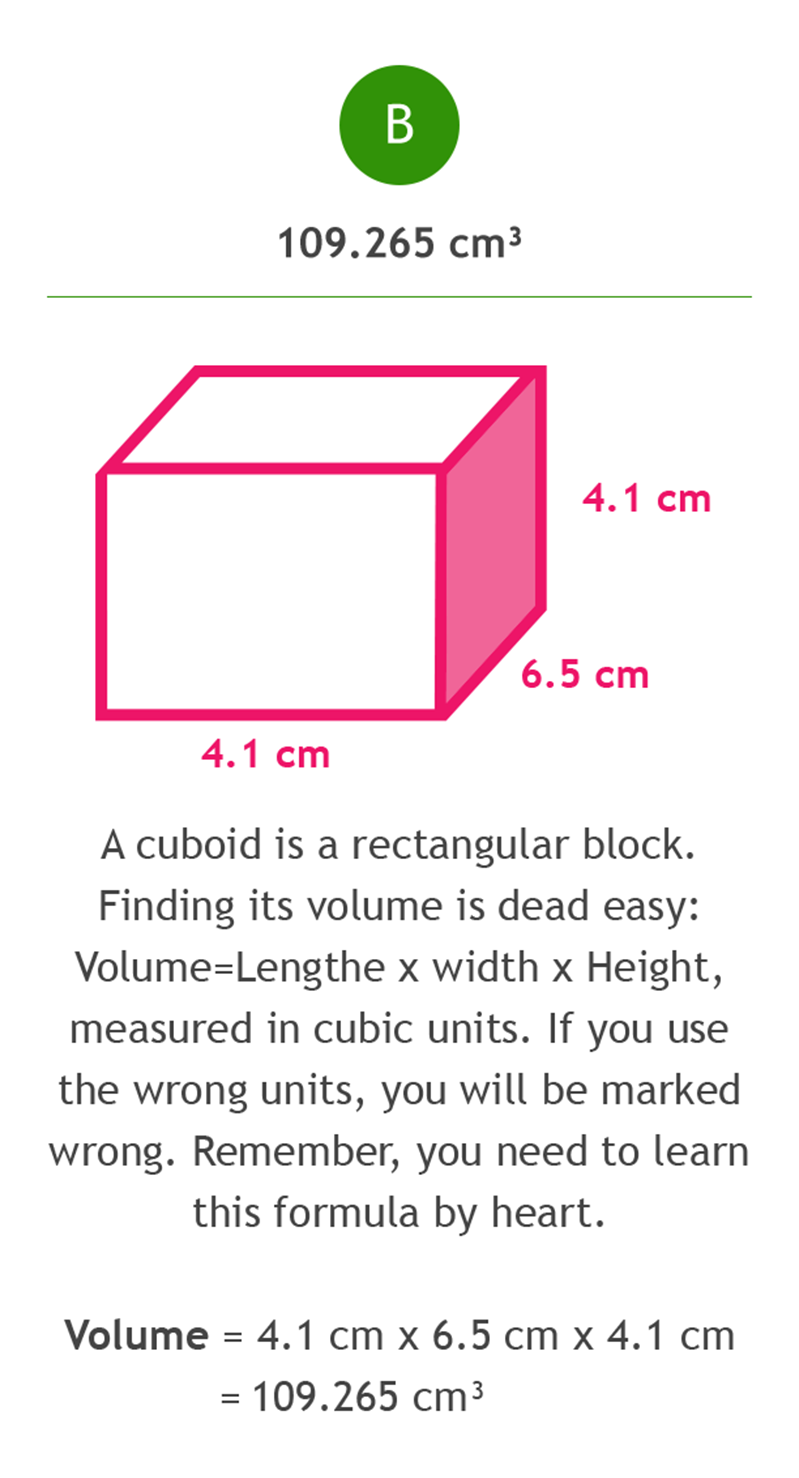 B
109.265 cm³
4.1 cm
6.5 cm
4.1 cm
A cuboid is a rectangular block.
Finding its volume is dead easy:
Volume=Lengthe x width x Height,
measured in cubic units. If you use
the wrong units, you will be marked
wrong. Remember, you need to learn
this formula by heart.
Volume = 4.1 cm x 6.5 cm x 4.1 cm
= 109.265 cm³